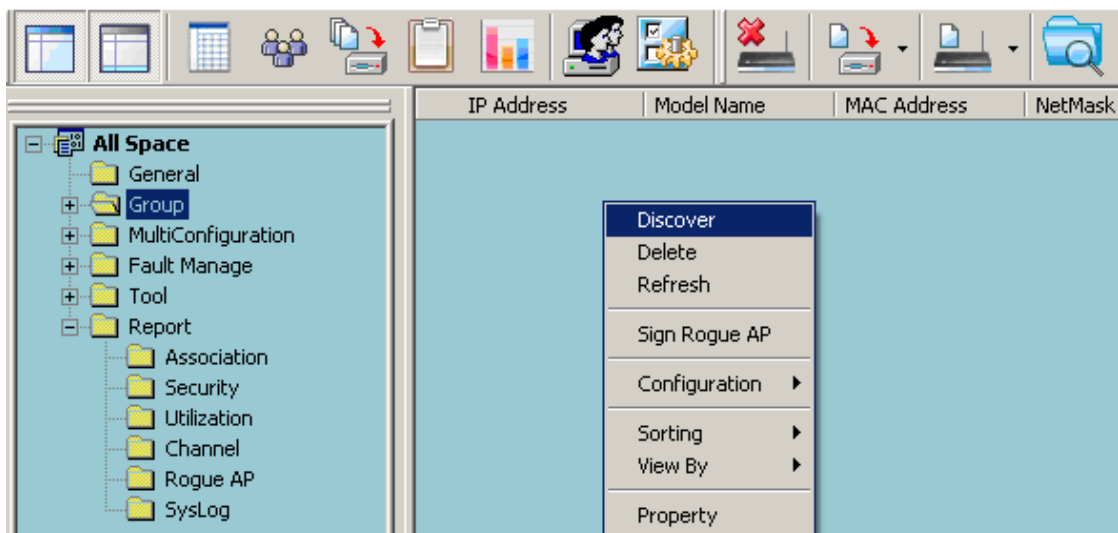 IP Address Model Name MAC Address NetMask
All Space
General
Group
MultiConfiguration
Fault Manage
Tool
Report
Association
Security
Utilization
Channel
Rogue AP
SysLog
Discover
Delete
Refresh
Sign Rogue AP
Configuration
Sorting
View By
Property